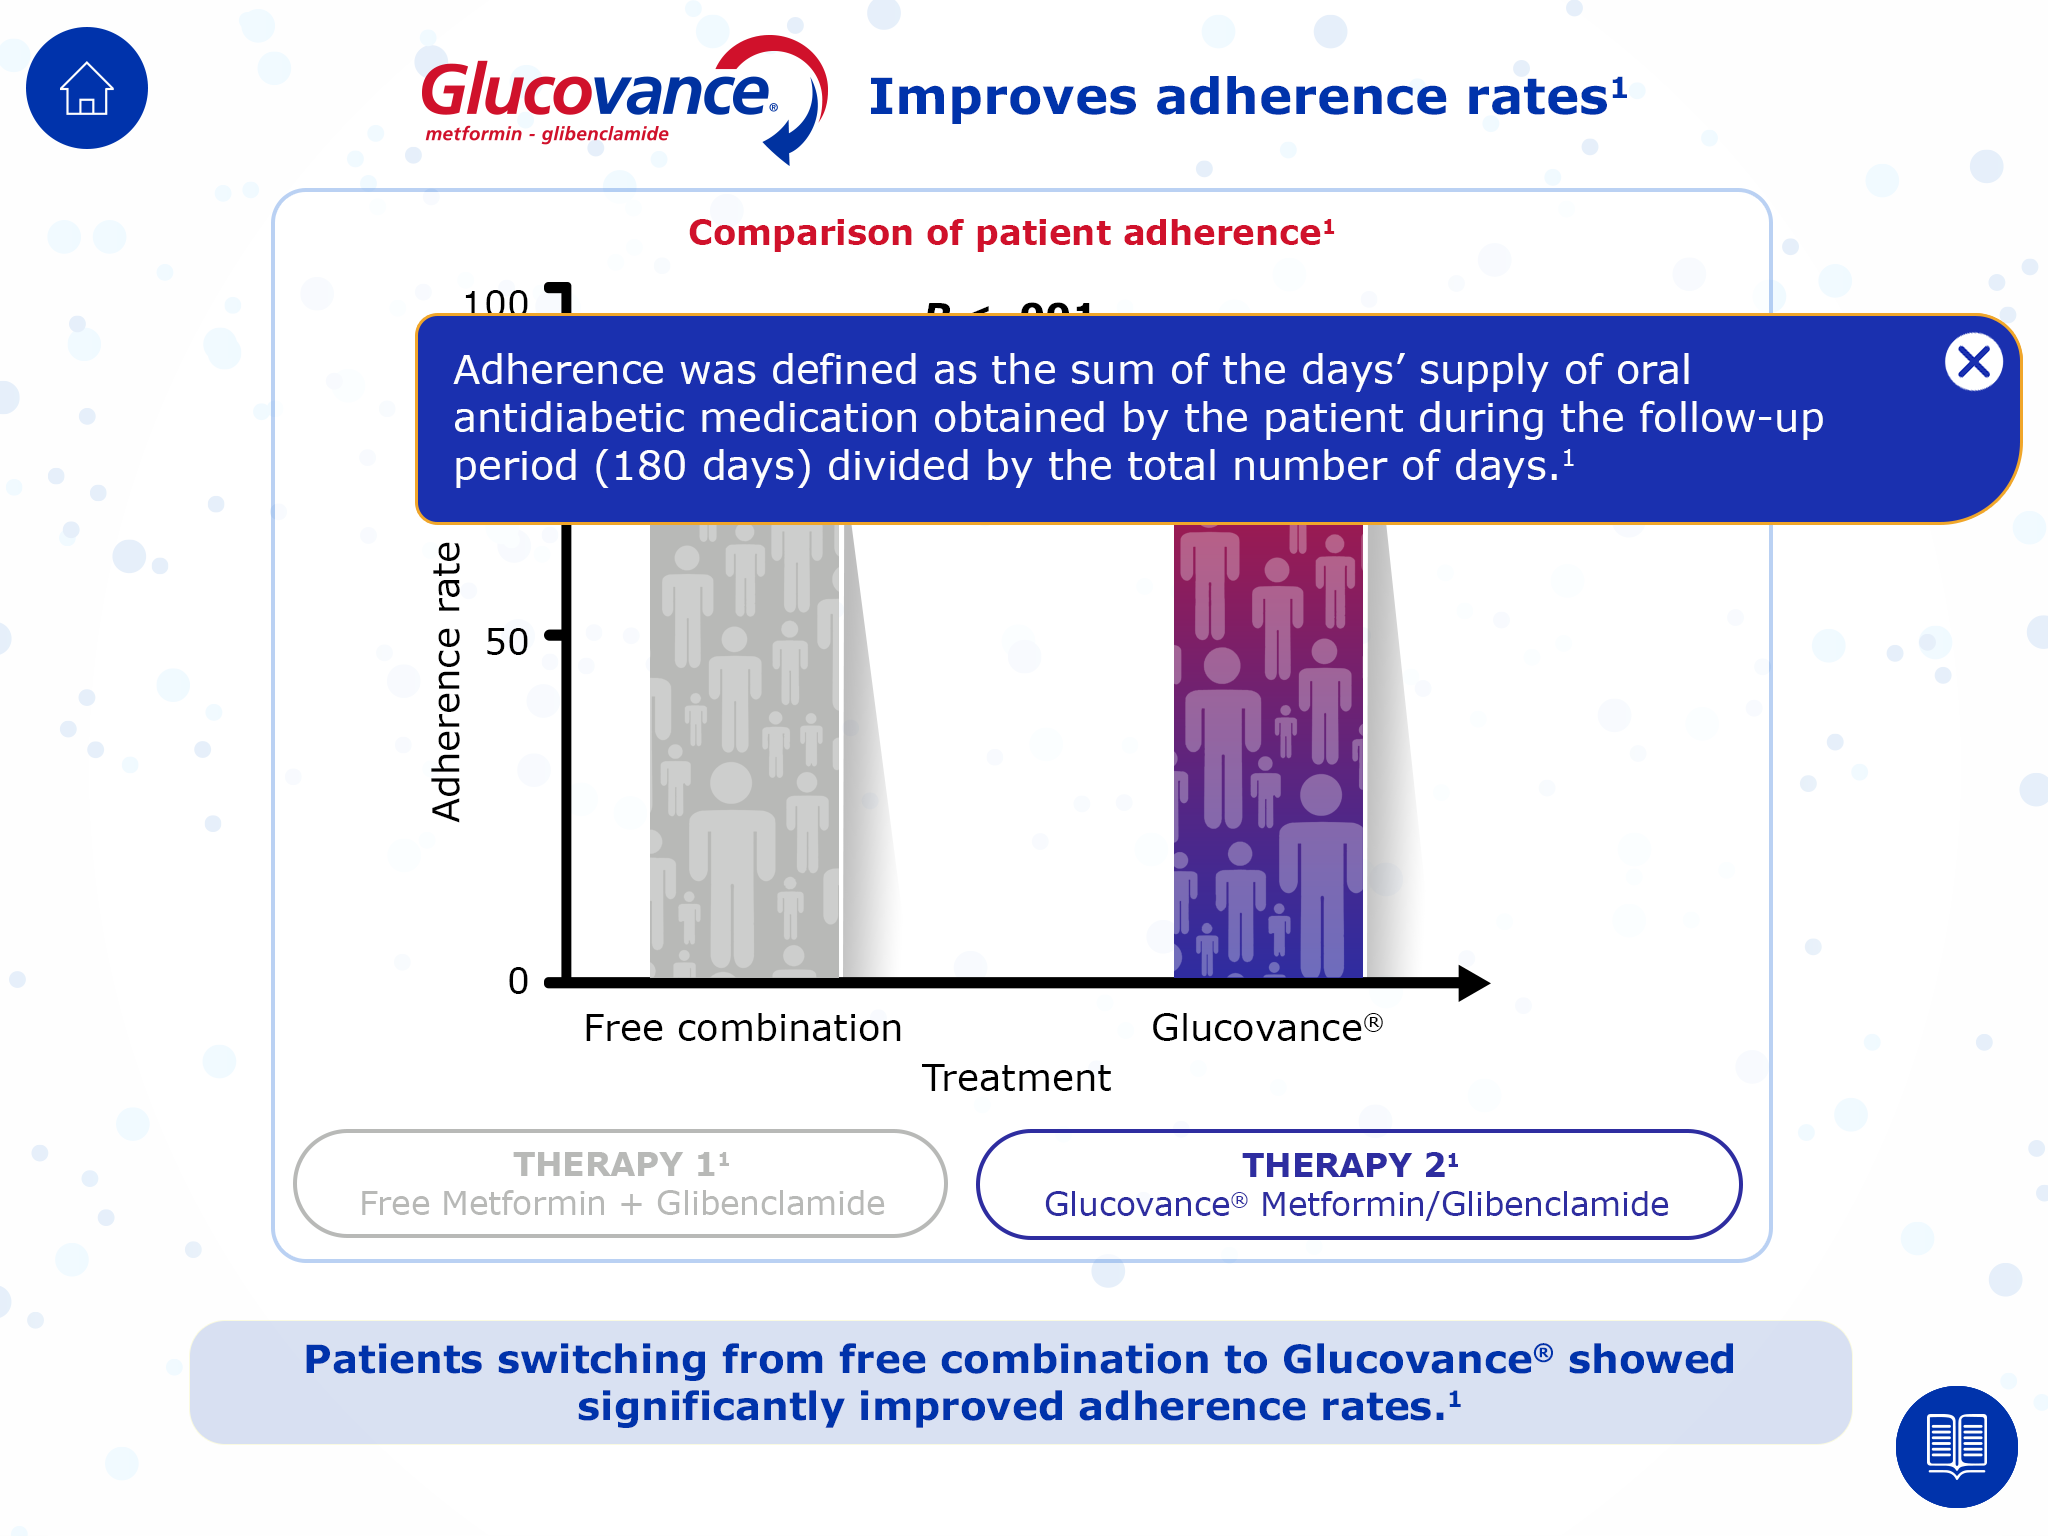 Glucovance®
metformin - glibenclamide
Improves adherence rates¹
Comparison of patient adherence¹
100
P < .001
Adherence was defined as the sum of the days’ supply of oral
antidiabetic medication obtained by the patient during the follow-up
period (180 days) divided by the total number of days.¹
Adherence rate
50
0
Free combination
Glucovance®
Treatment
THERAPY 1¹
Free Metformin + Glibenclamide
THERAPY 2¹
Glucovance® Metformin/Glibenclamide
Patients switching from free combination to Glucovance® showed
significantly improved adherence rates.¹